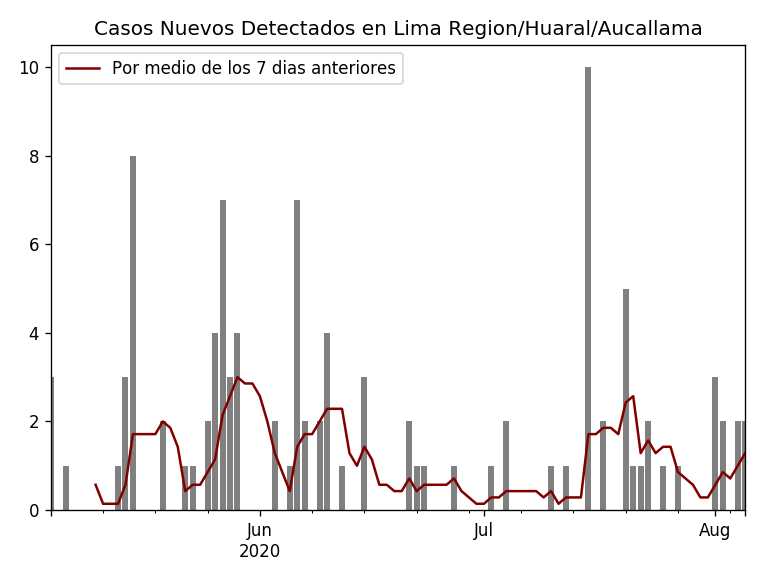 Casos Nuevos Detectados en Lima Region/Huaral/Aucallama
Por medio de los 7 dias anteriores
10
8
6
4
2
0
Jun
2020
Jul
Aug